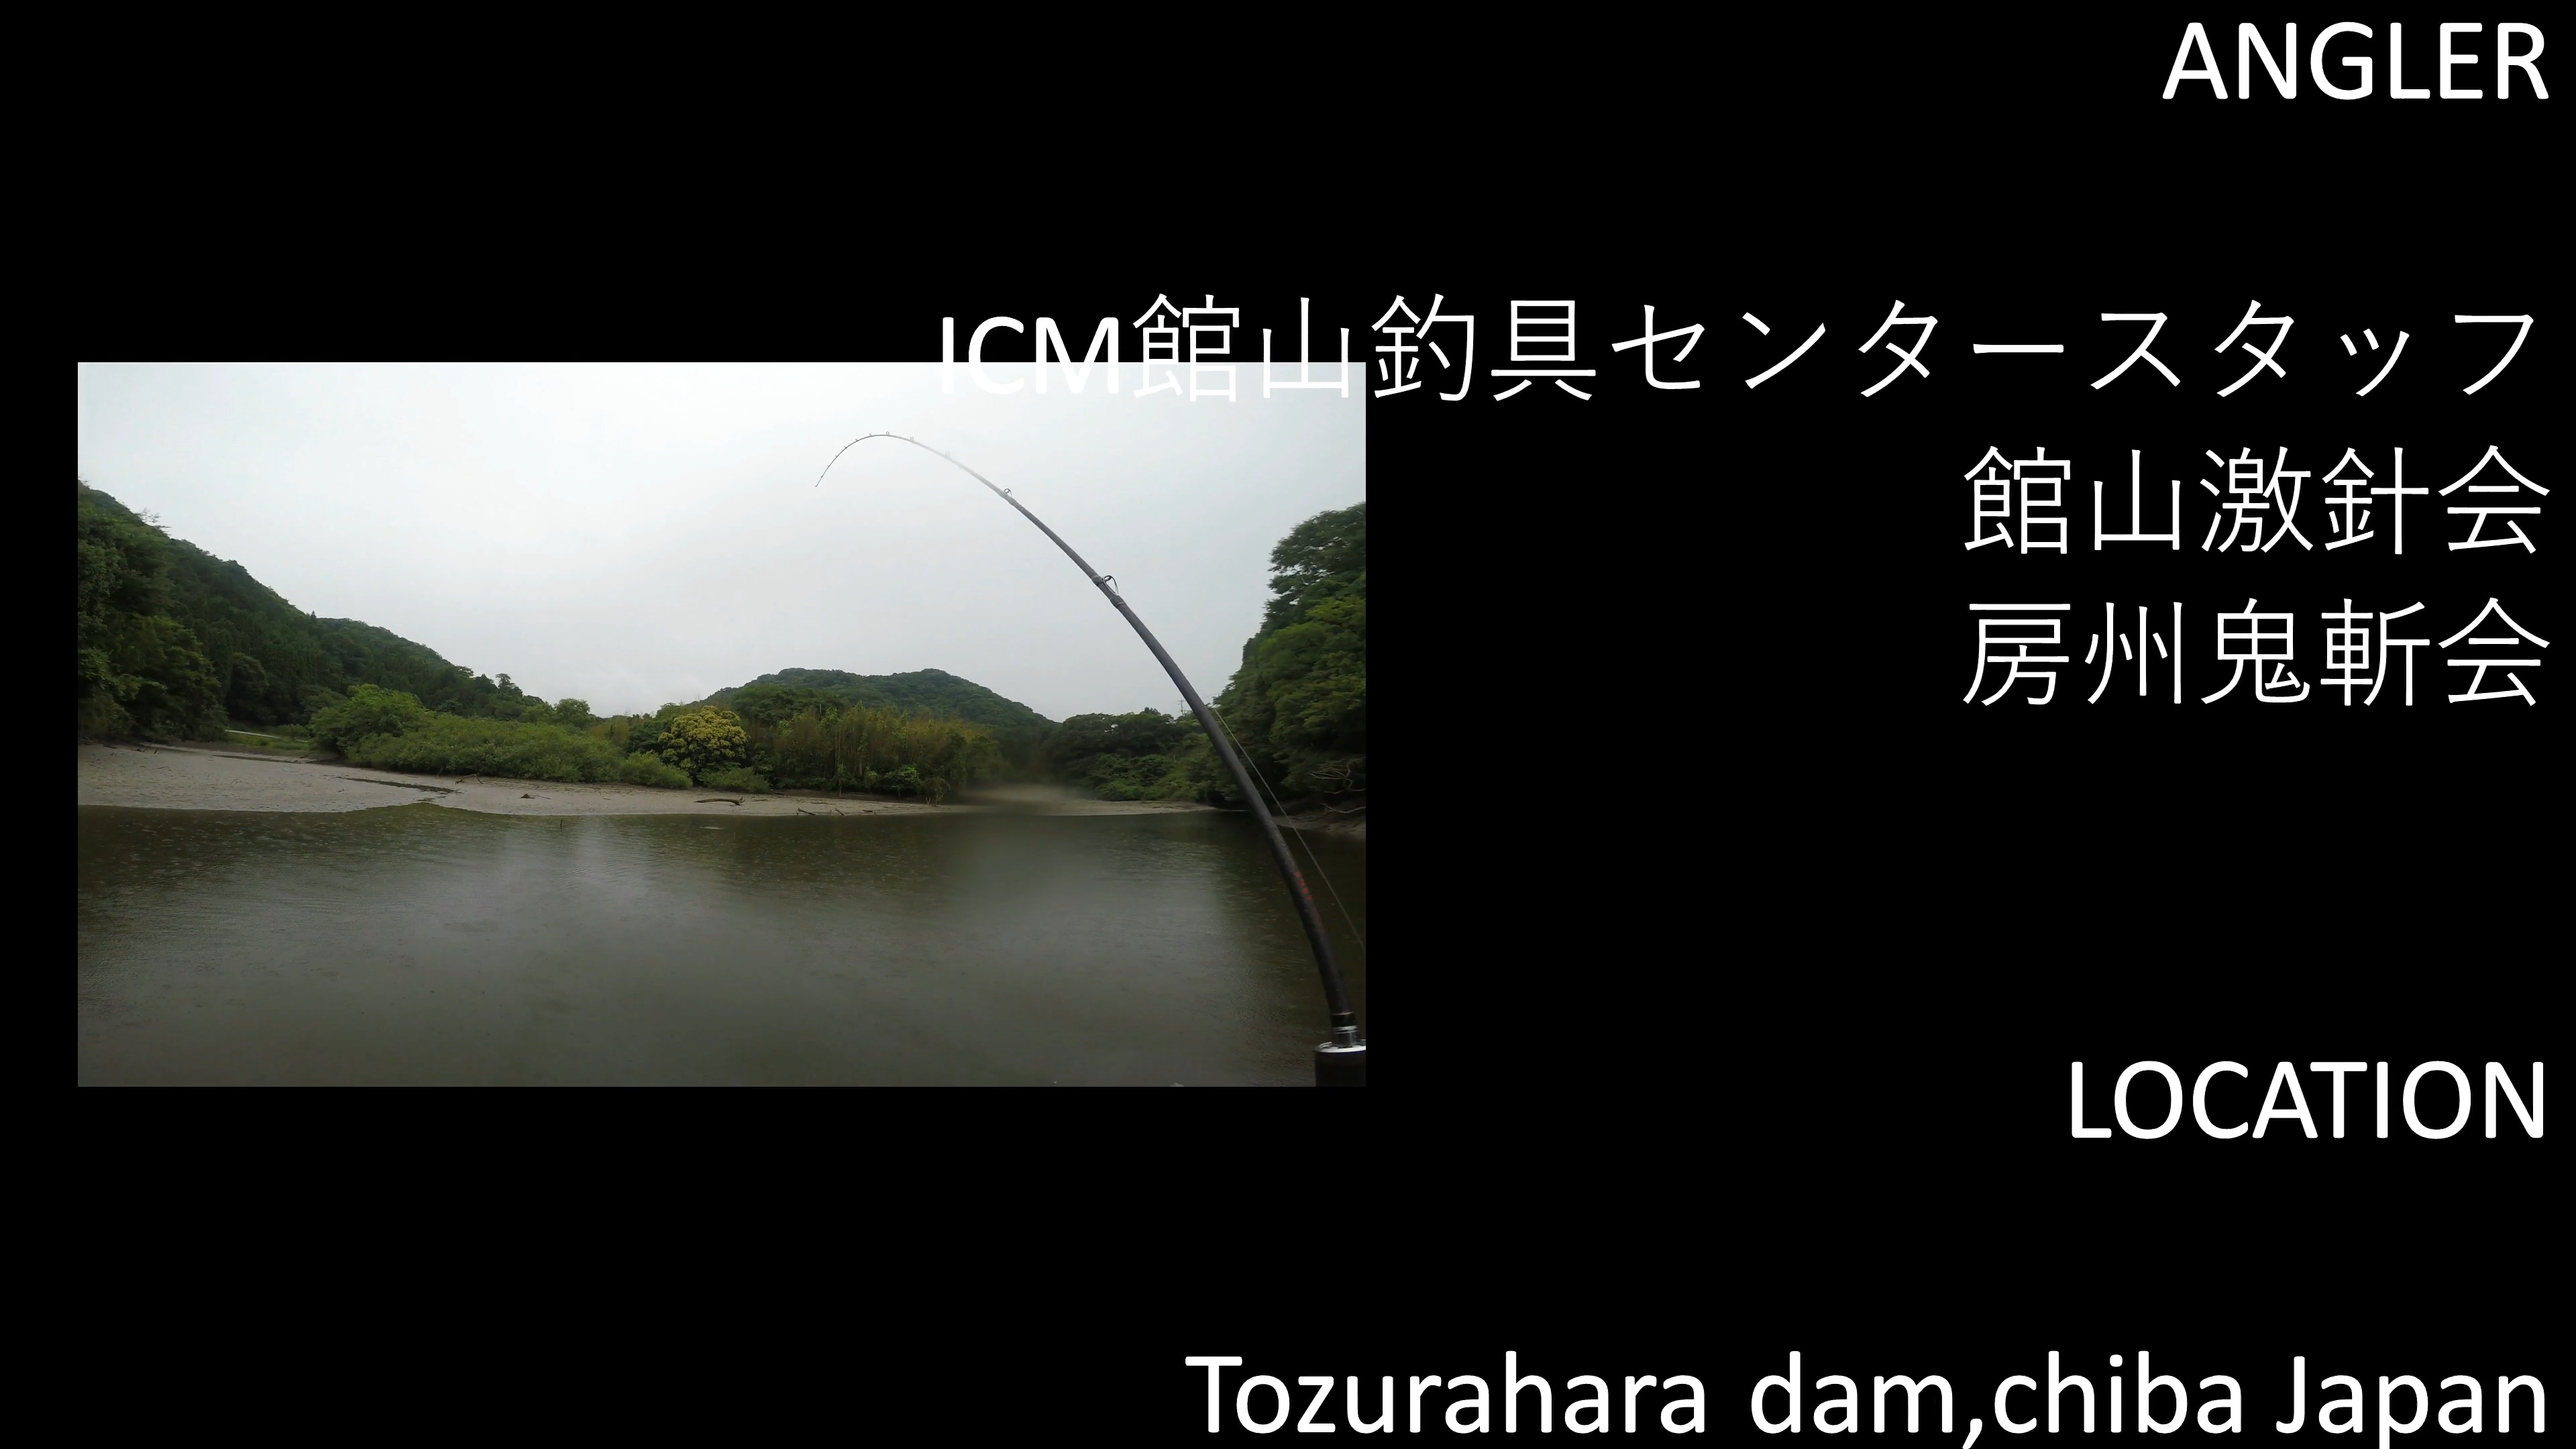 ANGLER
ICM館山釣具センタースタッフ
館山激針会
房州鬼斬会
LOCATION
Tozurahara dam,chiba Japan